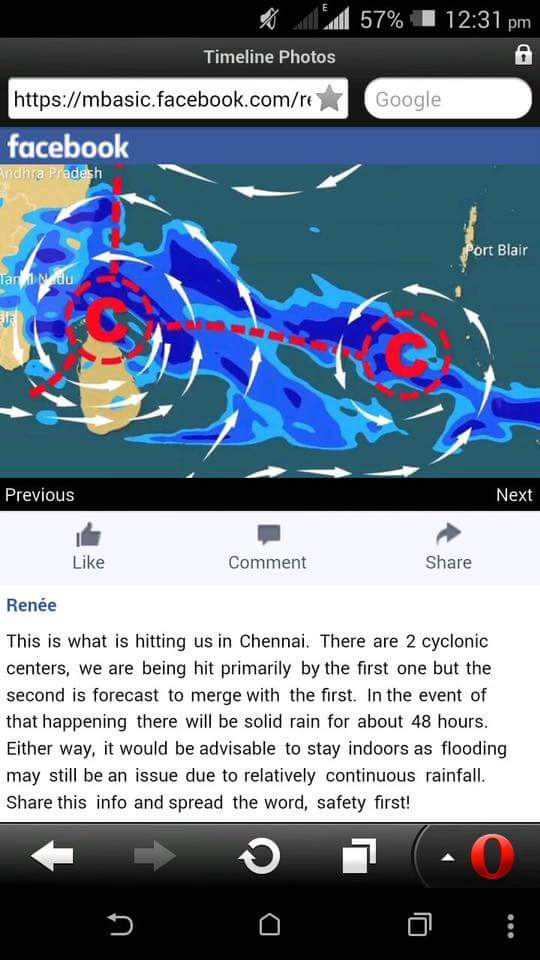 E 57% 12:31 pm
Timeline Photos
https://mbasic.facebook.com/r
Google
facebook
Andhra Pradesh
Port Blair
Tamil Nadu
C
C
Previous
Next
Like
Comment
Share
Renée
This is what is hitting us in Chennai. There are 2 cyclonic
centers, we are being hit primarily by the first one but the
second is forecast to merge with the first. In the event of
that happening there will be solid rain for about 48 hours.
Either way, it would be advisable to stay indoors as flooding
may still be an issue due to relatively continuous rainfall.
Share this info and spread the word, safety first!